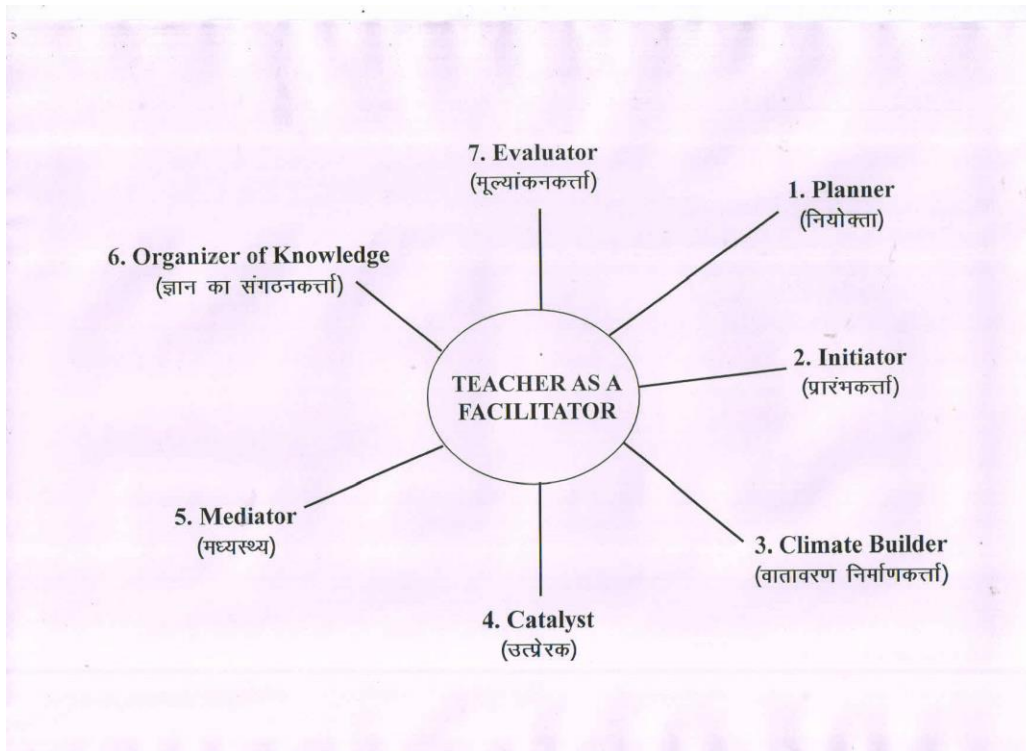 7. Evaluator
(मूल्यांकनकर्त्ता)
1. Planner
(नियोक्ता)
6. Organizer of Knowledge
(ज्ञान का संगठनकर्त्ता)
2. Initiator
(प्रारंभकर्त्ता)
TEACHER AS A
FACILITATOR
5. Mediator
(मध्यस्थ्य)
3. Climate Builder
(वातावरण निर्माणकर्त्ता)
4. Catalyst
(उत्प्रेरक)